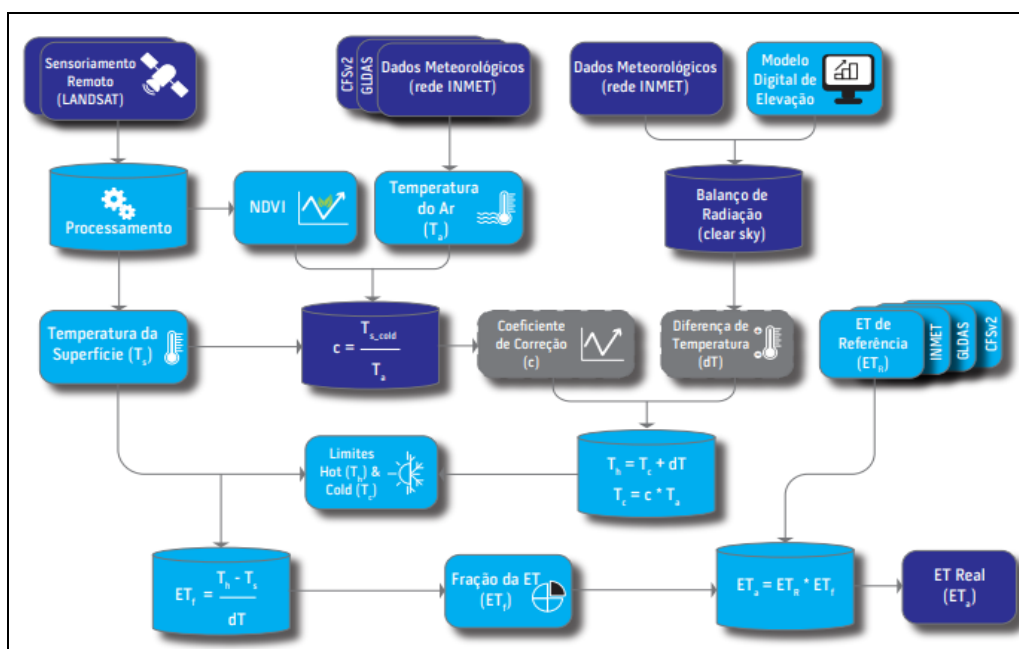 Sensoriamento
Remoto
(LANDSAT)
CFSv2
GLDAS
Dados Meteorológicos
(rede INMET)
Dados Meteorológicos
(rede INMET)
Modelo
Digital de
Elevação
Processamento
NDVI
Temperatura
do Ar
(Ta)
Balanço de
Radiação
(clear sky)
Temperatura da
Superfície (Ts)
c = Ts_cold
Ta
Coeficiente
de Correção
(c)
Diferença de
Temperatura
(dT)
ET de
Referência
(ETR)
INMET
GLDAS
CFSv2
Limites
Hot (Th) &
Cold (Tc)
Th = Tc + dT
Tc = c * Ta
ETf = Th - Ts
dT
Fração da ET
(ETf)
ETa = ETR * ETf
ET Real
(ETa)